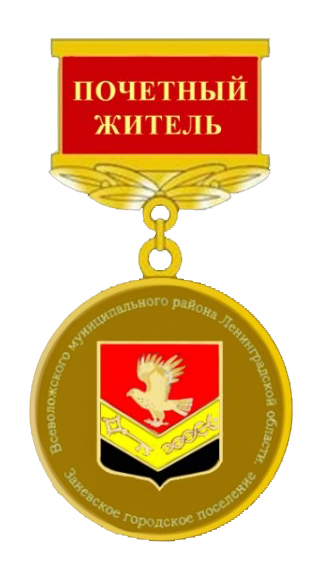 ПОЧЕТНЫЙ
ЖИТЕЛЬ
Всеволожского муниципального района Ленинградской области.
Заневское городское поселение